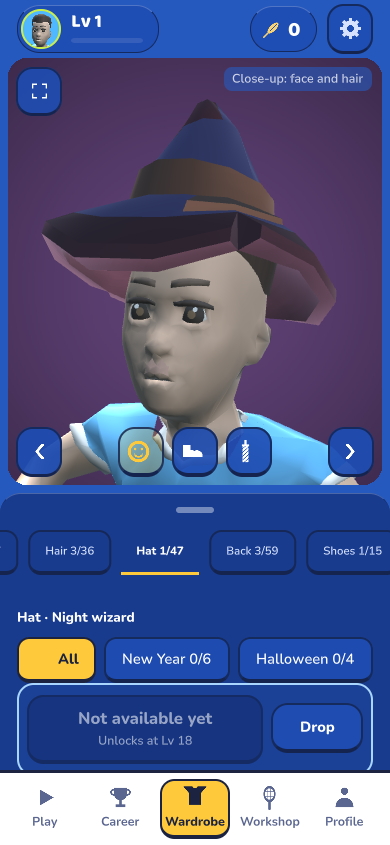 Lv 1
0
Close-up: face and hair
Hair 3/36
Hat 1/47
Back 3/59
Shoes 1/15
Hat · Night wizard
All
New Year 0/6
Halloween 0/4
Not available yet
Unlocks at Lv 18
Drop
Play
Career
Wardrobe
Workshop
Profile